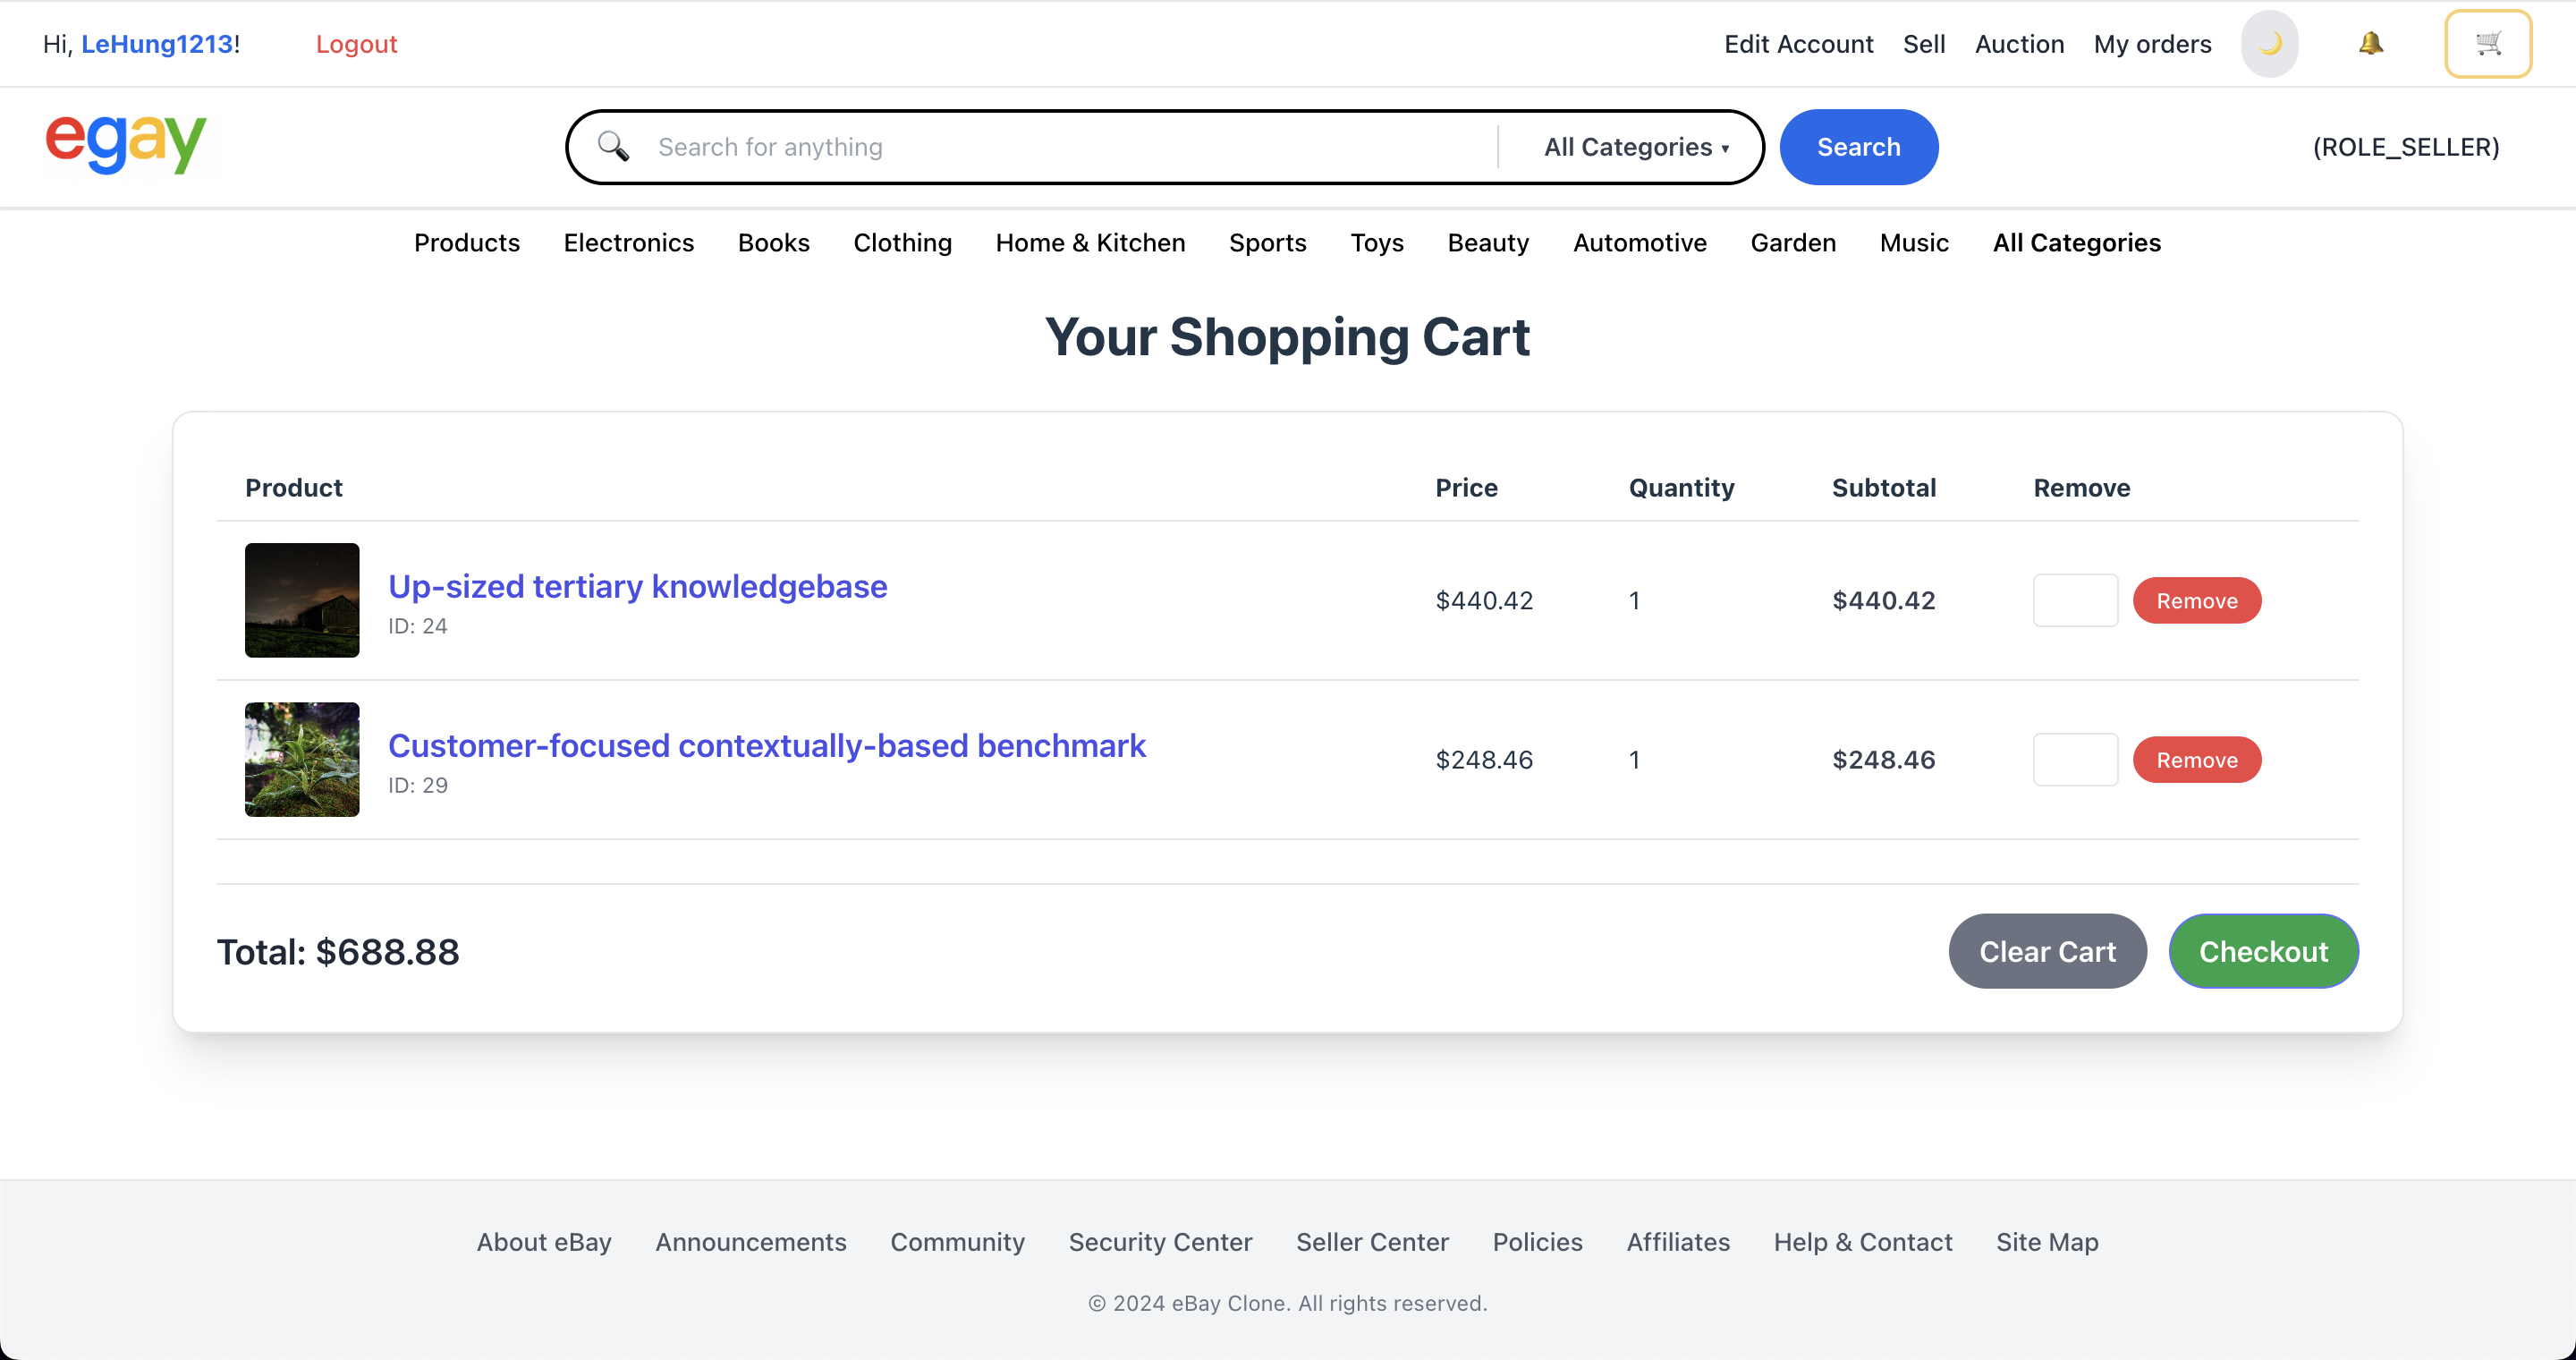 Hi, LeHung1213! Logout Edit Account Sell Auction My orders
egay Search for anything All Categories ▾ Search (ROLE_SELLER)
Products Electronics Books Clothing Home & Kitchen Sports Toys Beauty Automotive Garden Music All Categories
Your Shopping Cart
Product Price Quantity Subtotal Remove
Up-sized tertiary knowledgebase
ID: 24
$440.42 1 $440.42 Remove
Customer-focused contextually-based benchmark
ID: 29
$248.46 1 $248.46 Remove
Total: $688.88 Clear Cart Checkout
About eBay Announcements Community Security Center Seller Center Policies Affiliates Help & Contact Site Map
© 2024 eBay Clone. All rights reserved.